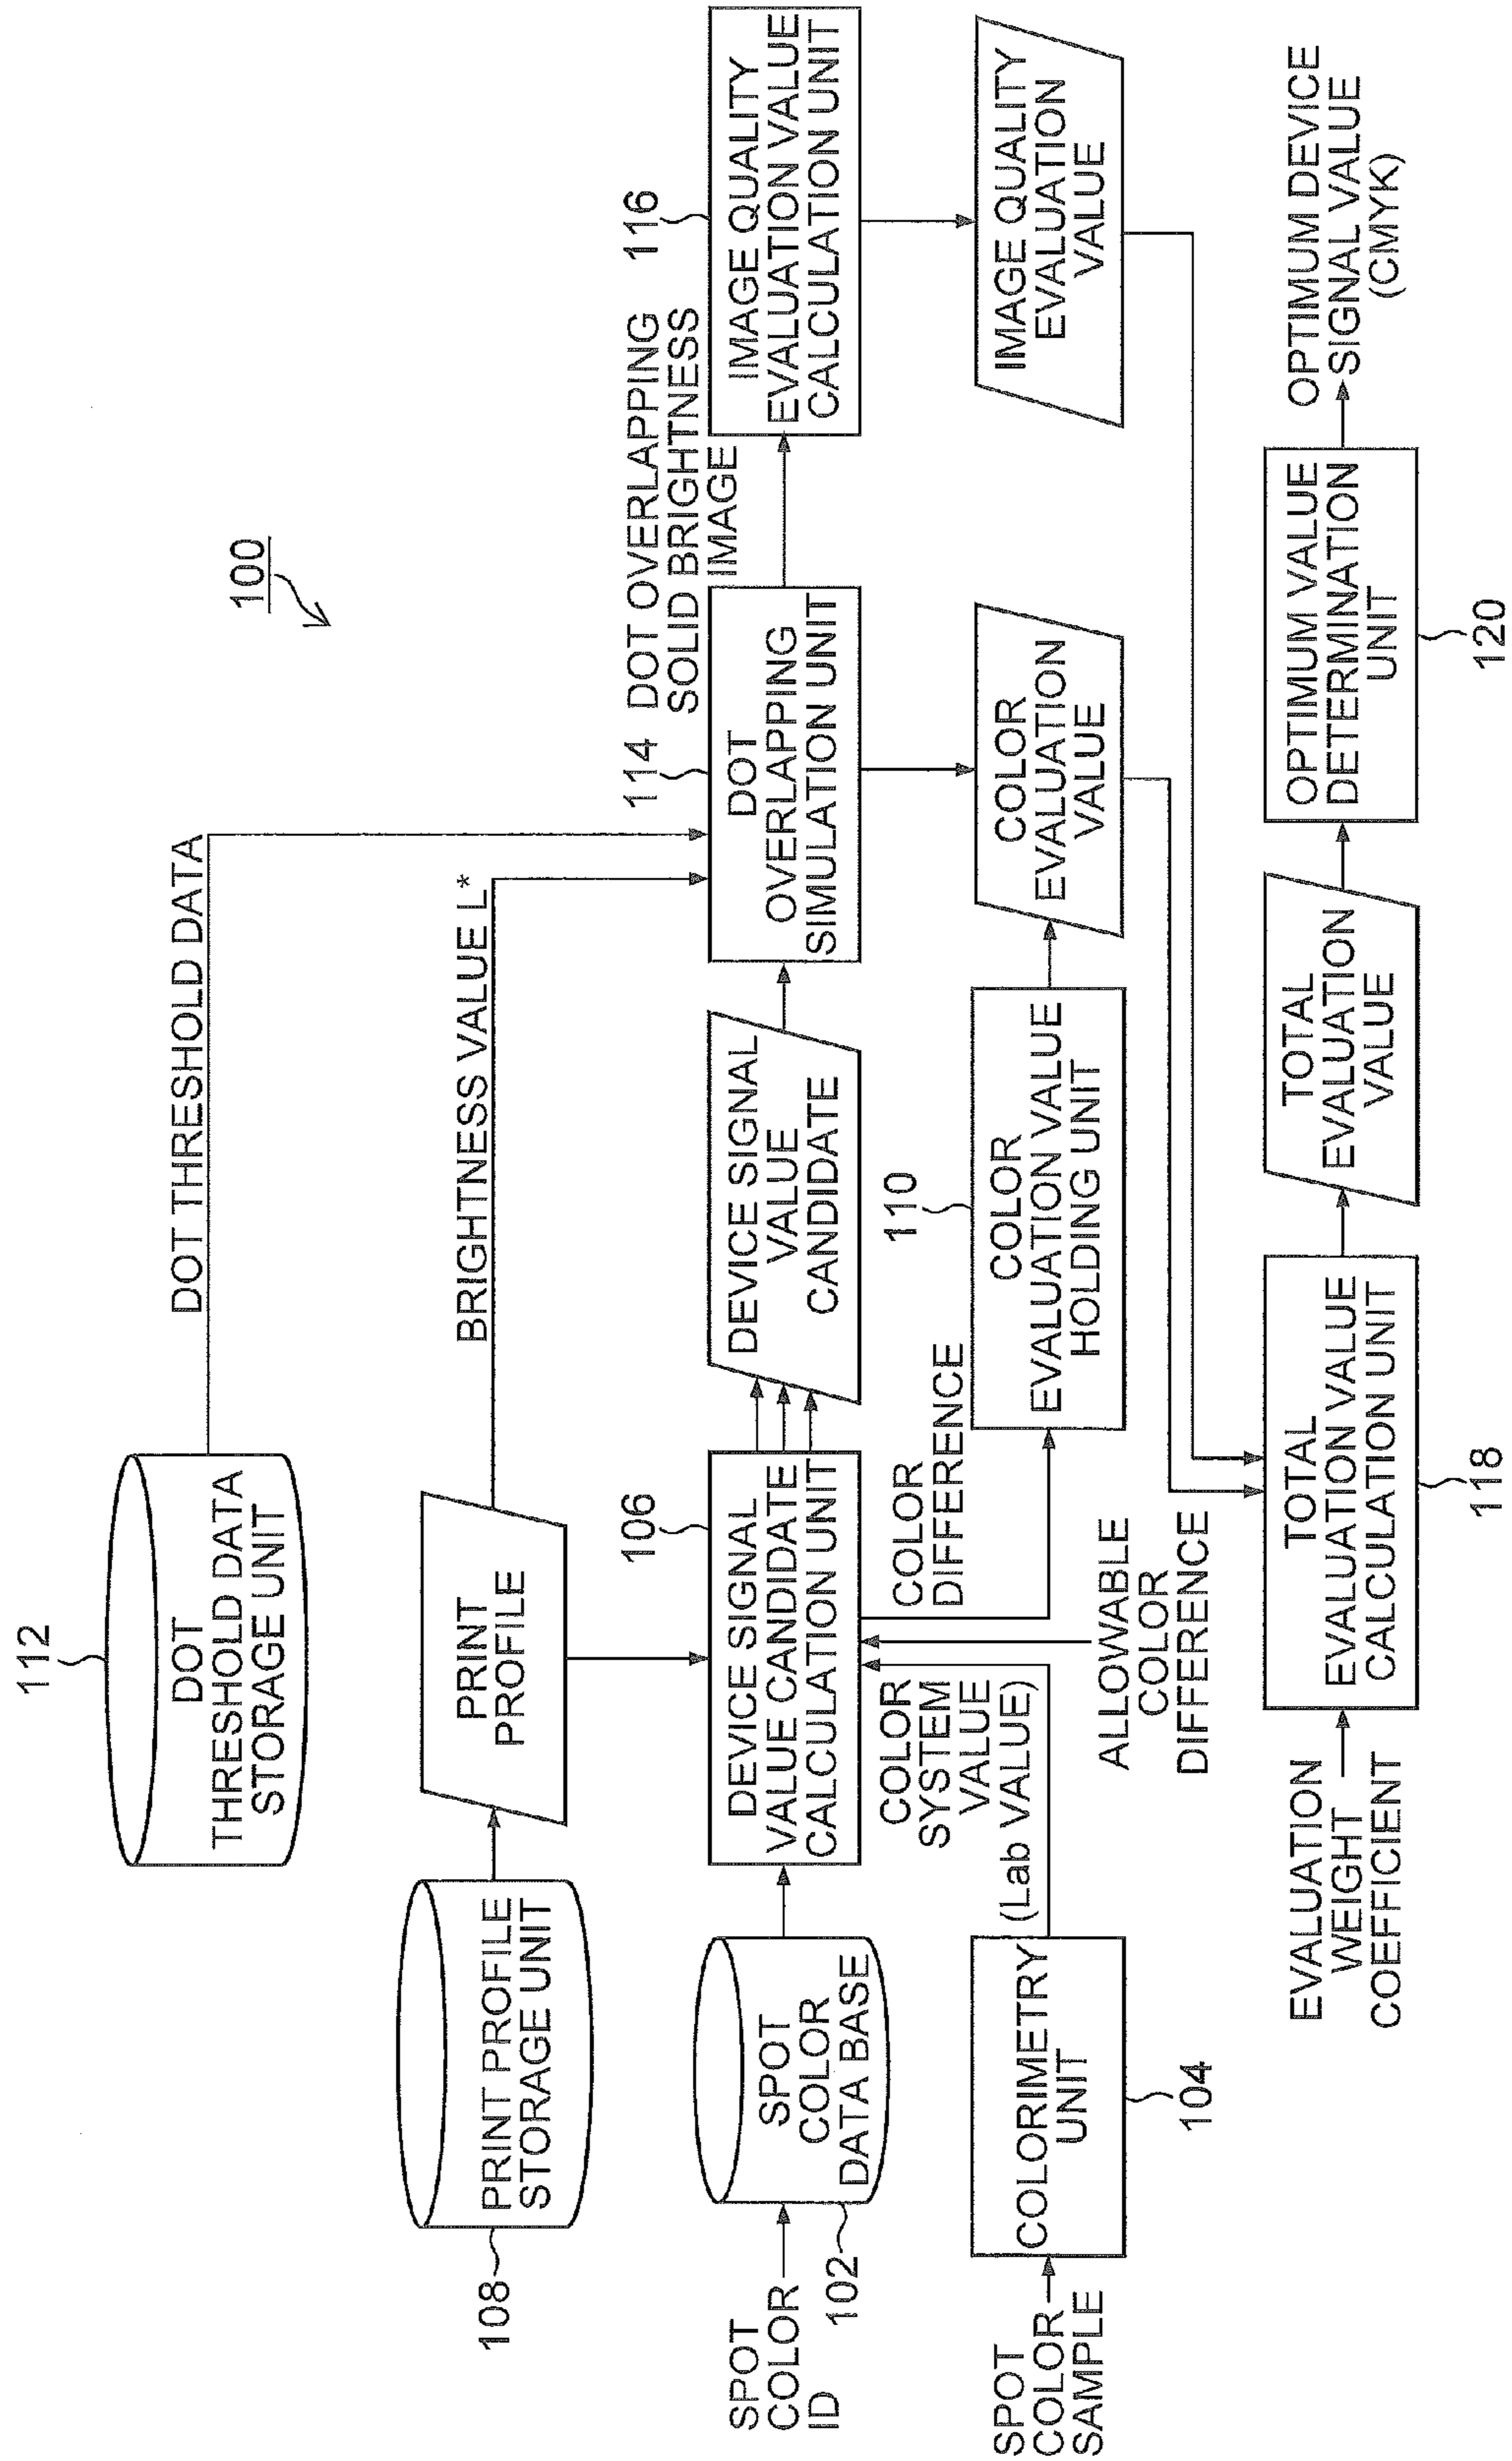 100
112
DOT
THRESHOLD DATA
STORAGE UNIT
DOT THRESHOLD DATA
108
PRINT PROFILE
STORAGE UNIT
PRINT
PROFILE
BRIGHTNESS VALUE L*
SPOT
COLOR
ID
102
SPOT
COLOR
DATA BASE
106
DEVICE SIGNAL
VALUE CANDIDATE
CALCULATION UNIT
DEVICE SIGNAL
VALUE
CANDIDATE
114
DOT
OVERLAPPING
SIMULATION UNIT
DOT OVERLAPPING
SOLID BRIGHTNESS
IMAGE
116
IMAGE QUALITY
EVALUATION VALUE
CALCULATION UNIT
SPOT
COLOR
SAMPLE
COLORIMETRY
UNIT
104
COLOR
SYSTEM
VALUE
(Lab VALUE)
COLOR
DIFFERENCE
ALLOWABLE
COLOR
DIFFERENCE
110
COLOR
EVALUATION VALUE
HOLDING UNIT
COLOR
EVALUATION
VALUE
IMAGE QUALITY
EVALUATION
VALUE
EVALUATION
WEIGHT
COEFFICIENT
TOTAL
EVALUATION VALUE
CALCULATION UNIT
118
TOTAL
EVALUATION
VALUE
OPTIMUM VALUE
DETERMINATION
UNIT
120
OPTIMUM DEVICE
SIGNAL VALUE
(CMYK)